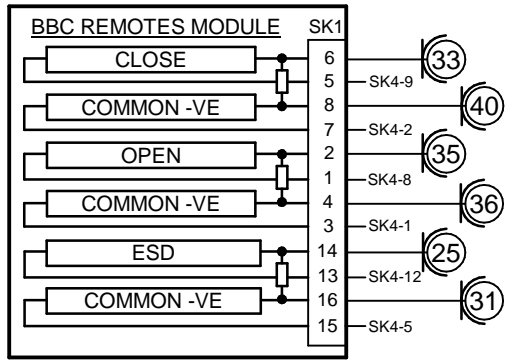 BBC REMOTES MODULE SK1
CLOSE 6 33
5 SK4-9
COMMON -VE 8 40
7 SK4-2
OPEN 2 35
1 SK4-8
COMMON -VE 4 36
3 SK4-1
ESD 14 25
13 SK4-12
COMMON -VE 16 31
15 SK4-5